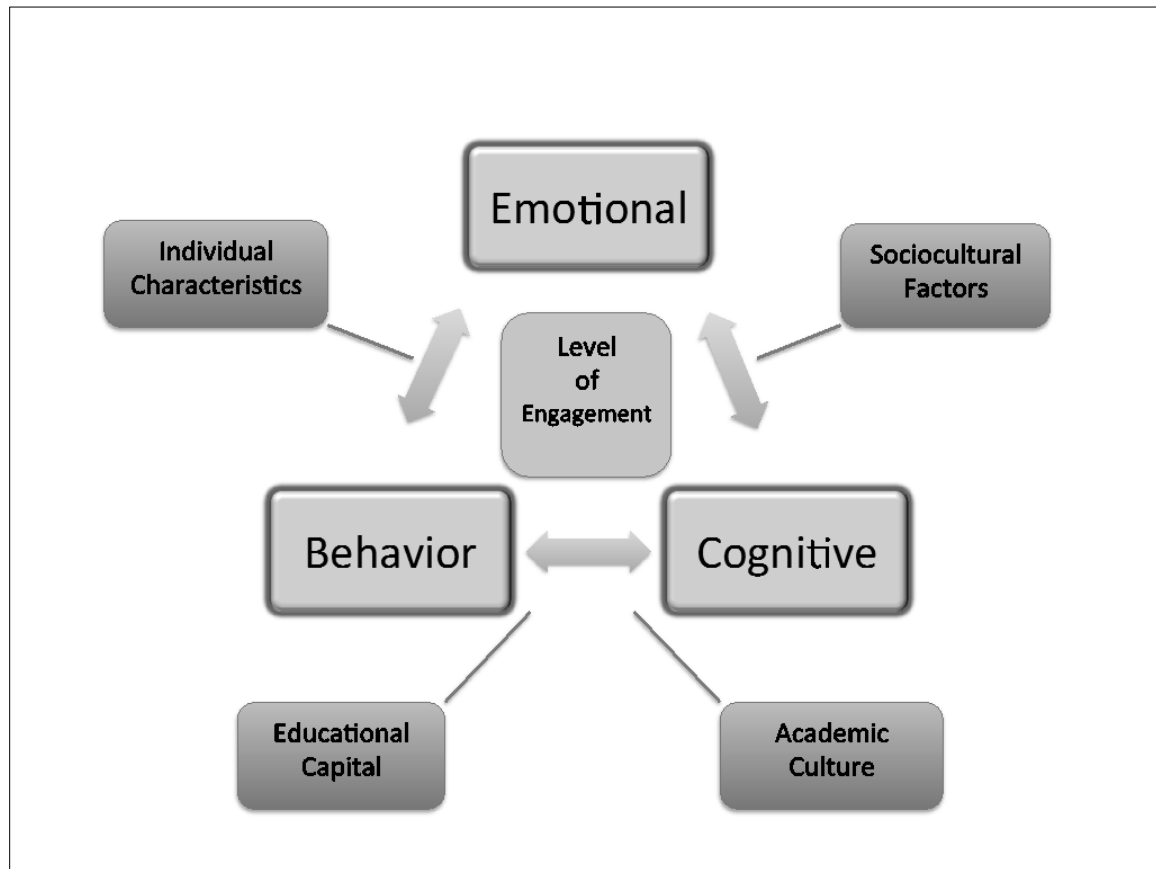 Emotional
Individual
Characteristics
Sociocultural
Factors
Level
of
Engagement
Behavior
Cognitive
Educational
Capital
Academic
Culture